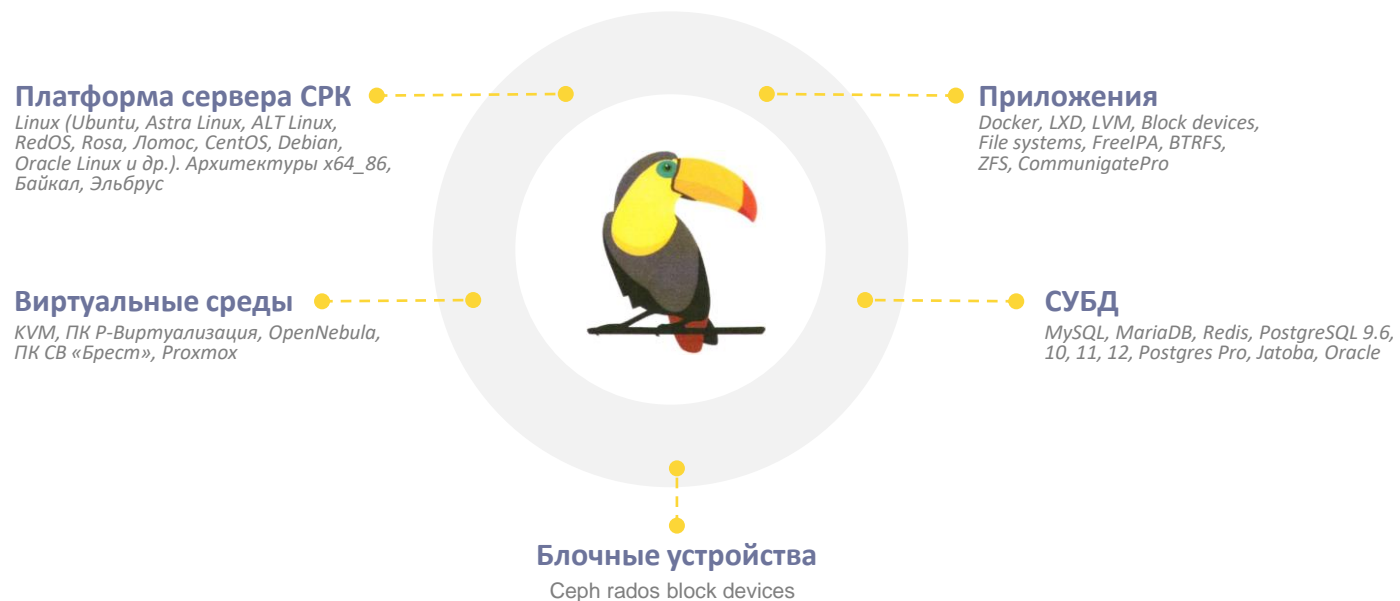 Платформа сервера СРК
Linux (Ubuntu, Astra Linux, ALT Linux,
RedOS, Rosa, Лотос, CentOS, Debian,
Oracle Linux и др.). Архитектуры x64_86,
Байкал, Эльбрус
Виртуальные среды
KVM, ПК Р-Виртуализация, OpenNebula,
ПК СВ «Брест», Proxmox
Приложения
Docker, LXD, LVM, Block devices,
File systems, FreeIPA, BTRFS,
ZFS, CommunigatePro
СУБД
MySQL, MariaDB, Redis, PostgreSQL 9.6,
10, 11, 12, Postgres Pro, Jatoba, Oracle
Блочные устройства
Ceph rados block devices